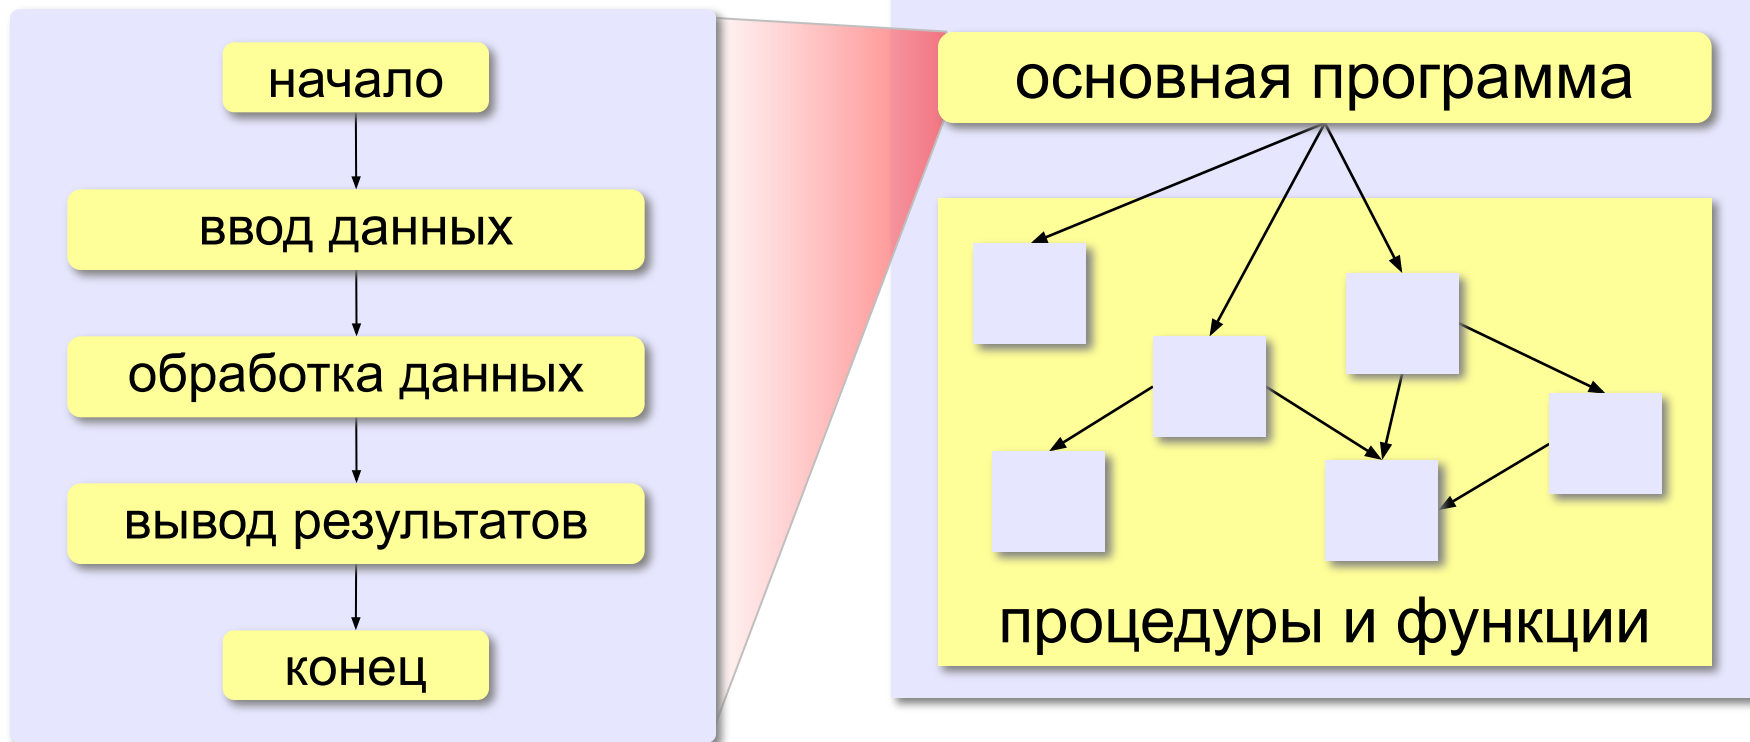 начало
ввод данных
обработка данных
вывод результатов
конец
основная программа
процедуры и функции